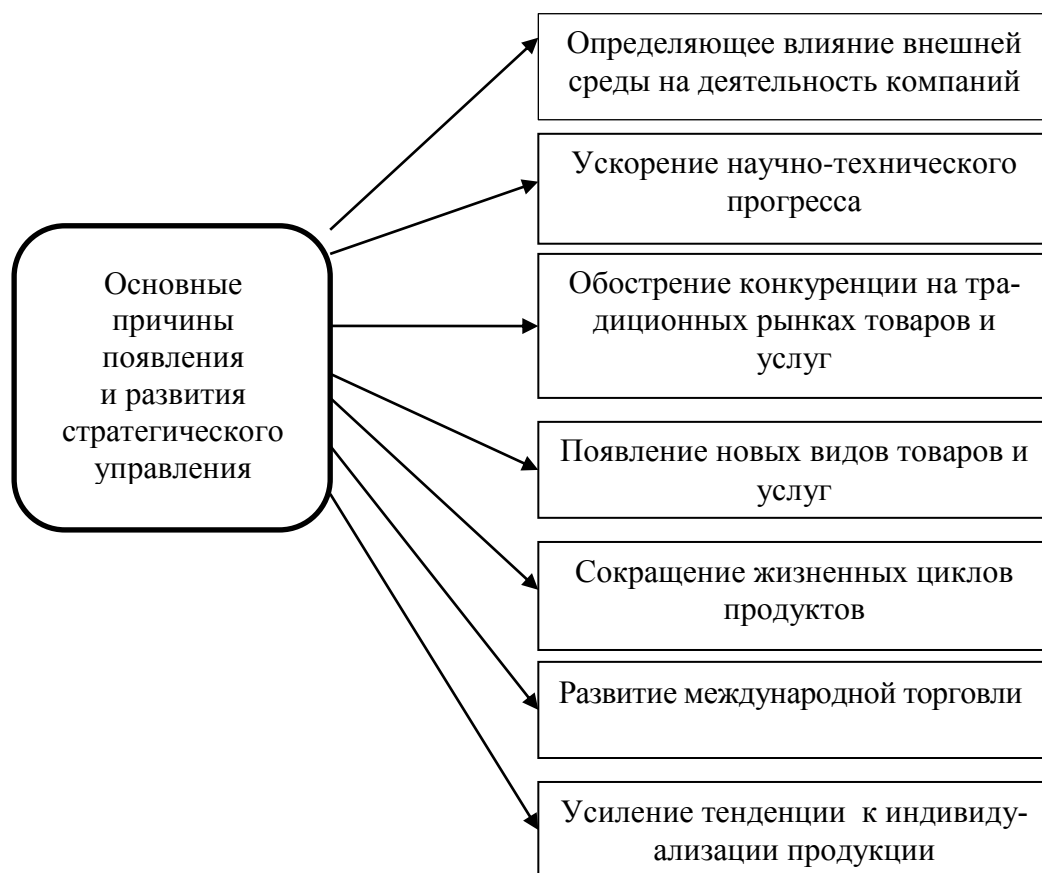 Основные
причины
появления
и развития
стратегического
управления
Определяющее влияние внешней
среды на деятельность компаний
Ускорение научно-технического
прогресса
Обострение конкуренции на тра-
диционных рынках товаров и
услуг
Появление новых видов товаров и
услуг
Сокращение жизненных циклов
продуктов
Развитие международной торговли
Усиление тенденции к индивиду-
ализации продукции